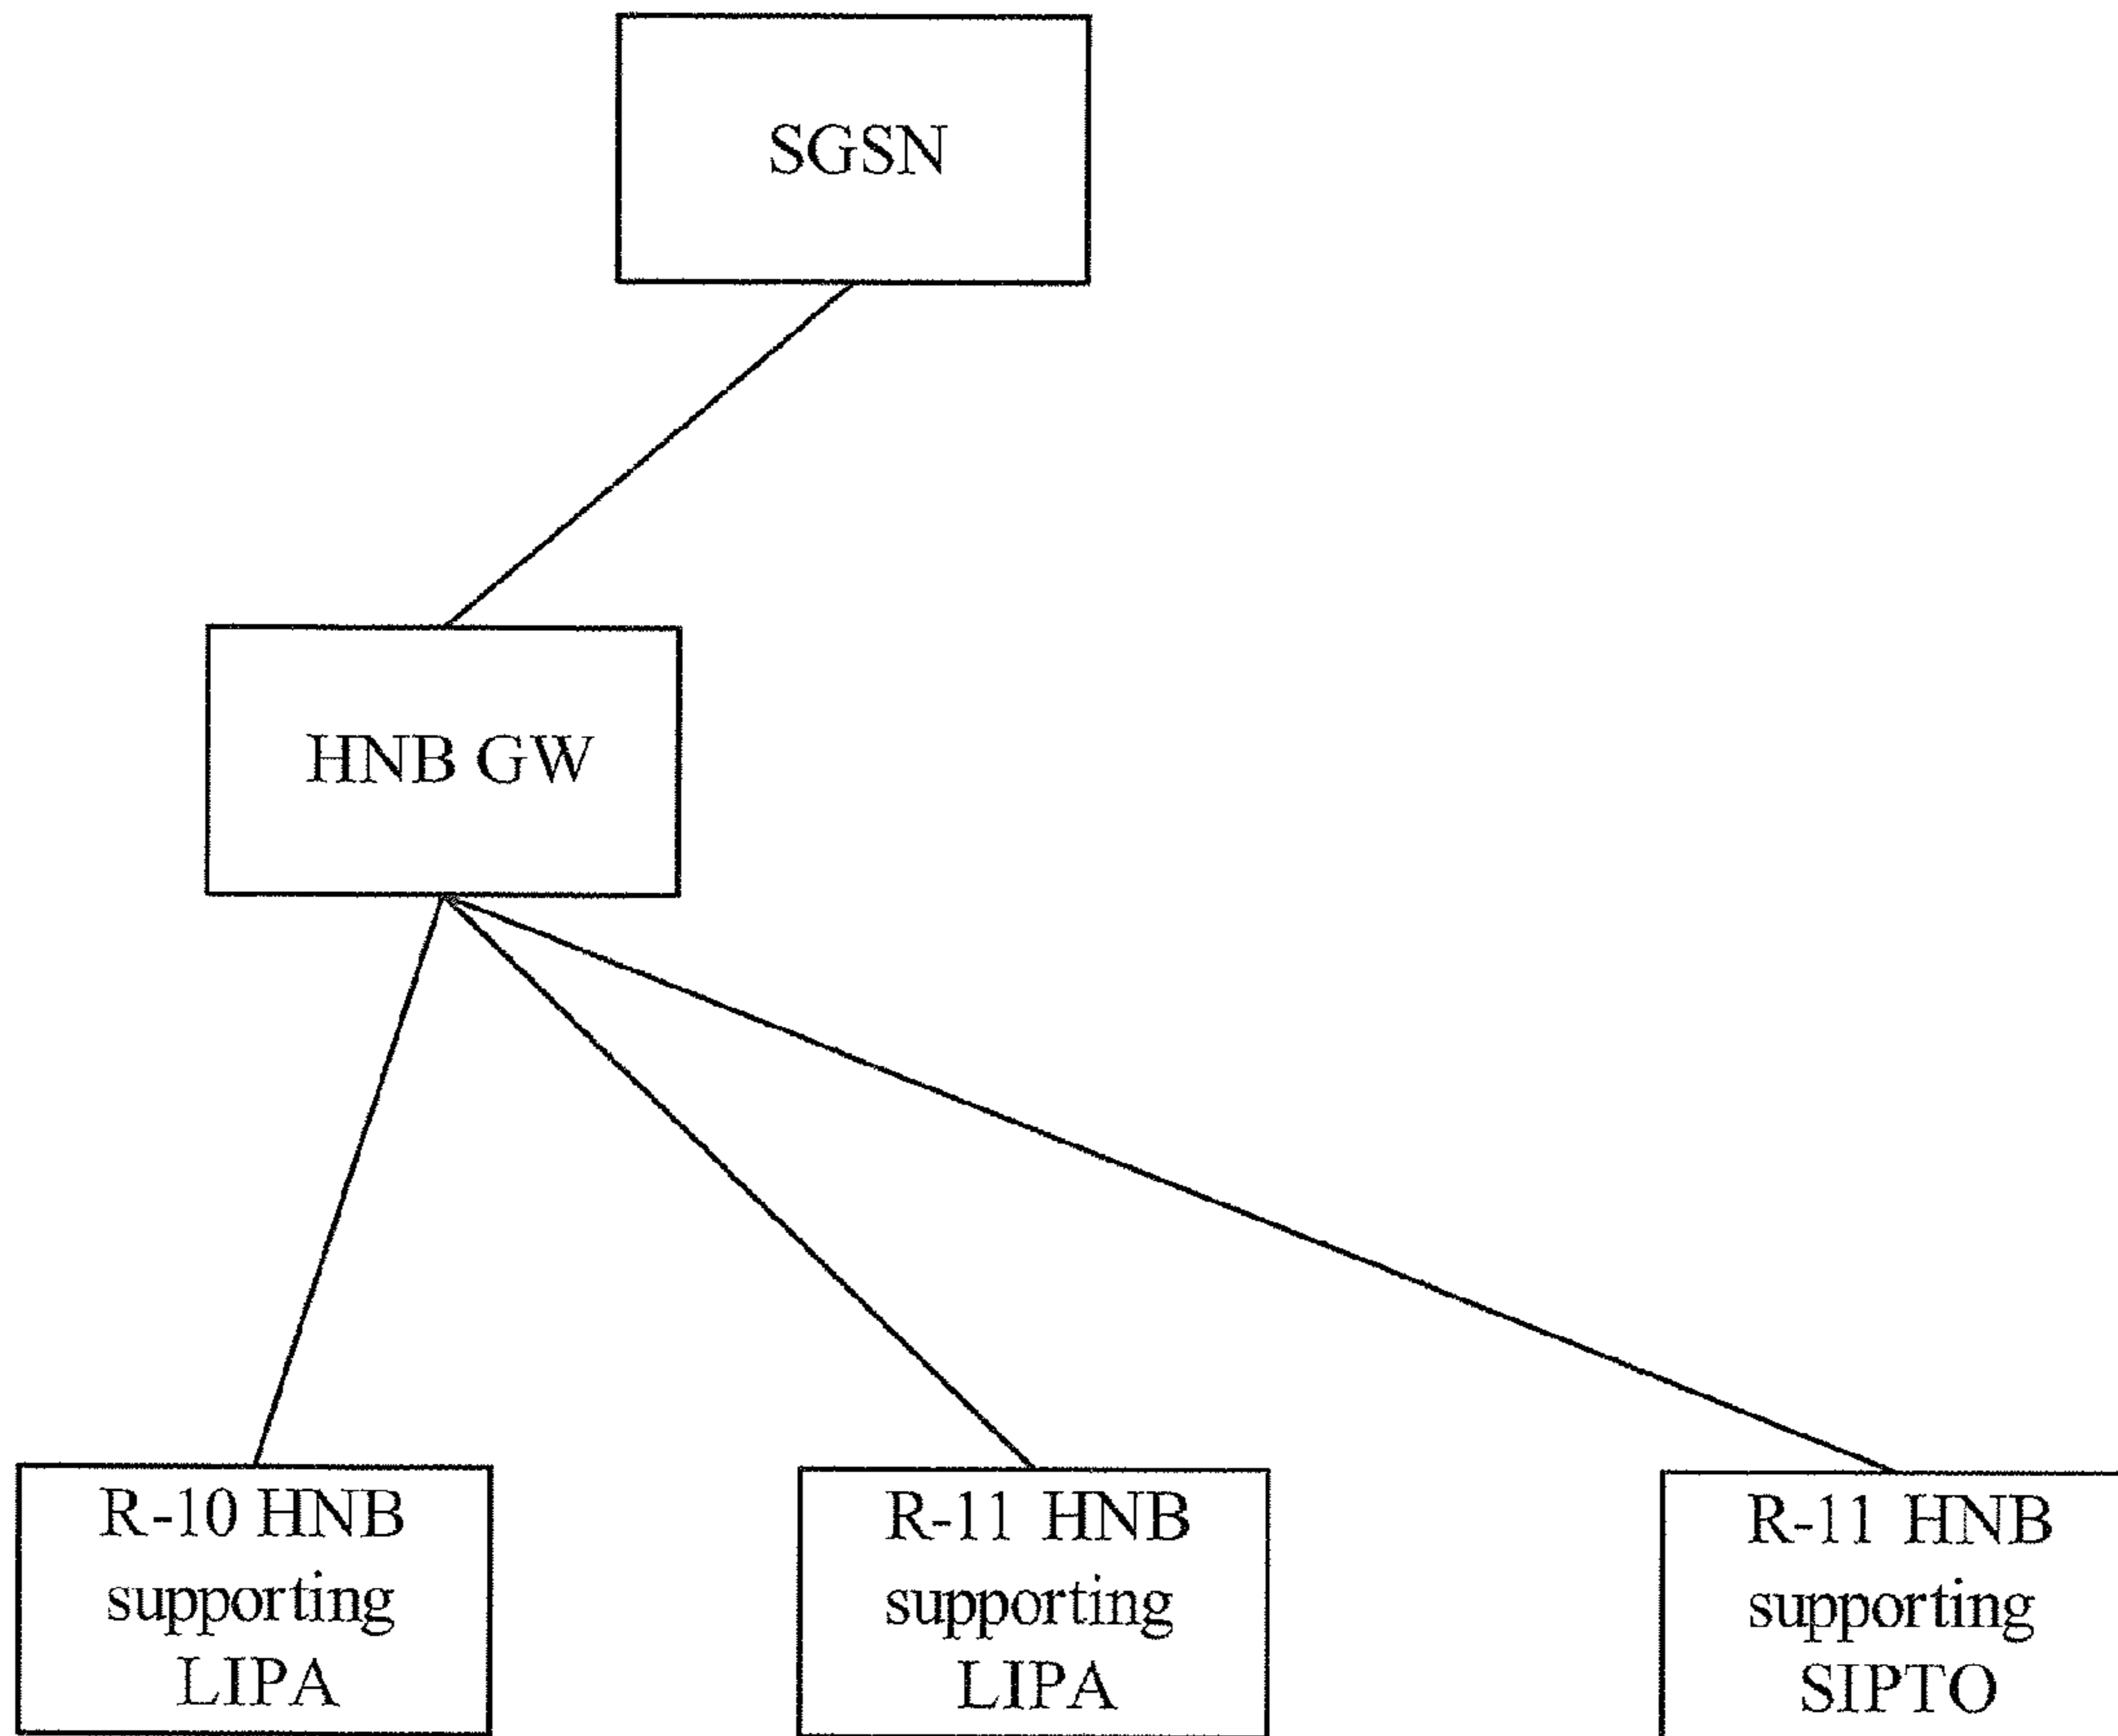 SGSN
HNB GW
R-10 HNB
supporting
LIPA
R-11 HNB
supporting
LIPA
R-11 HNB
supporting
SIPTO